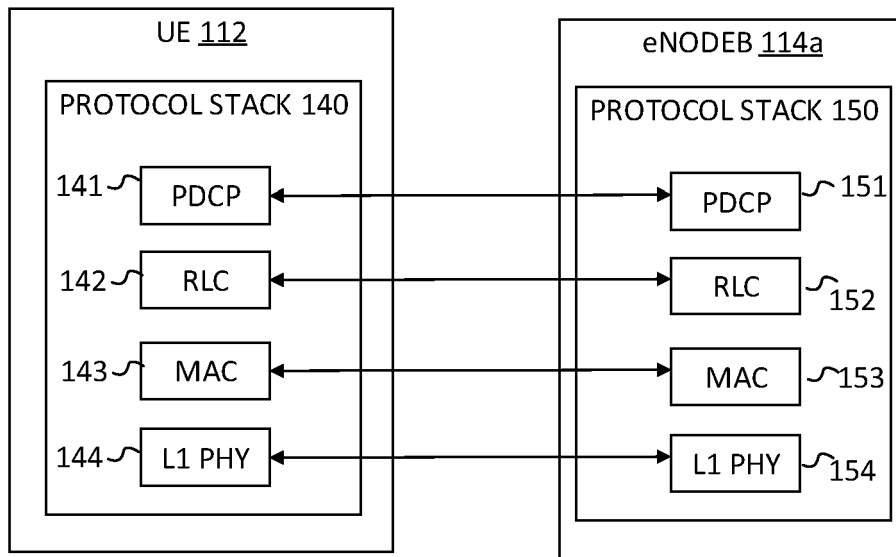 UE 112
PROTOCOL STACK 140
141
PDCP
142
RLC
143
MAC
144
L1 PHY
eNODEB 114a
PROTOCOL STACK 150
PDCP
151
RLC
152
MAC
153
L1 PHY
154